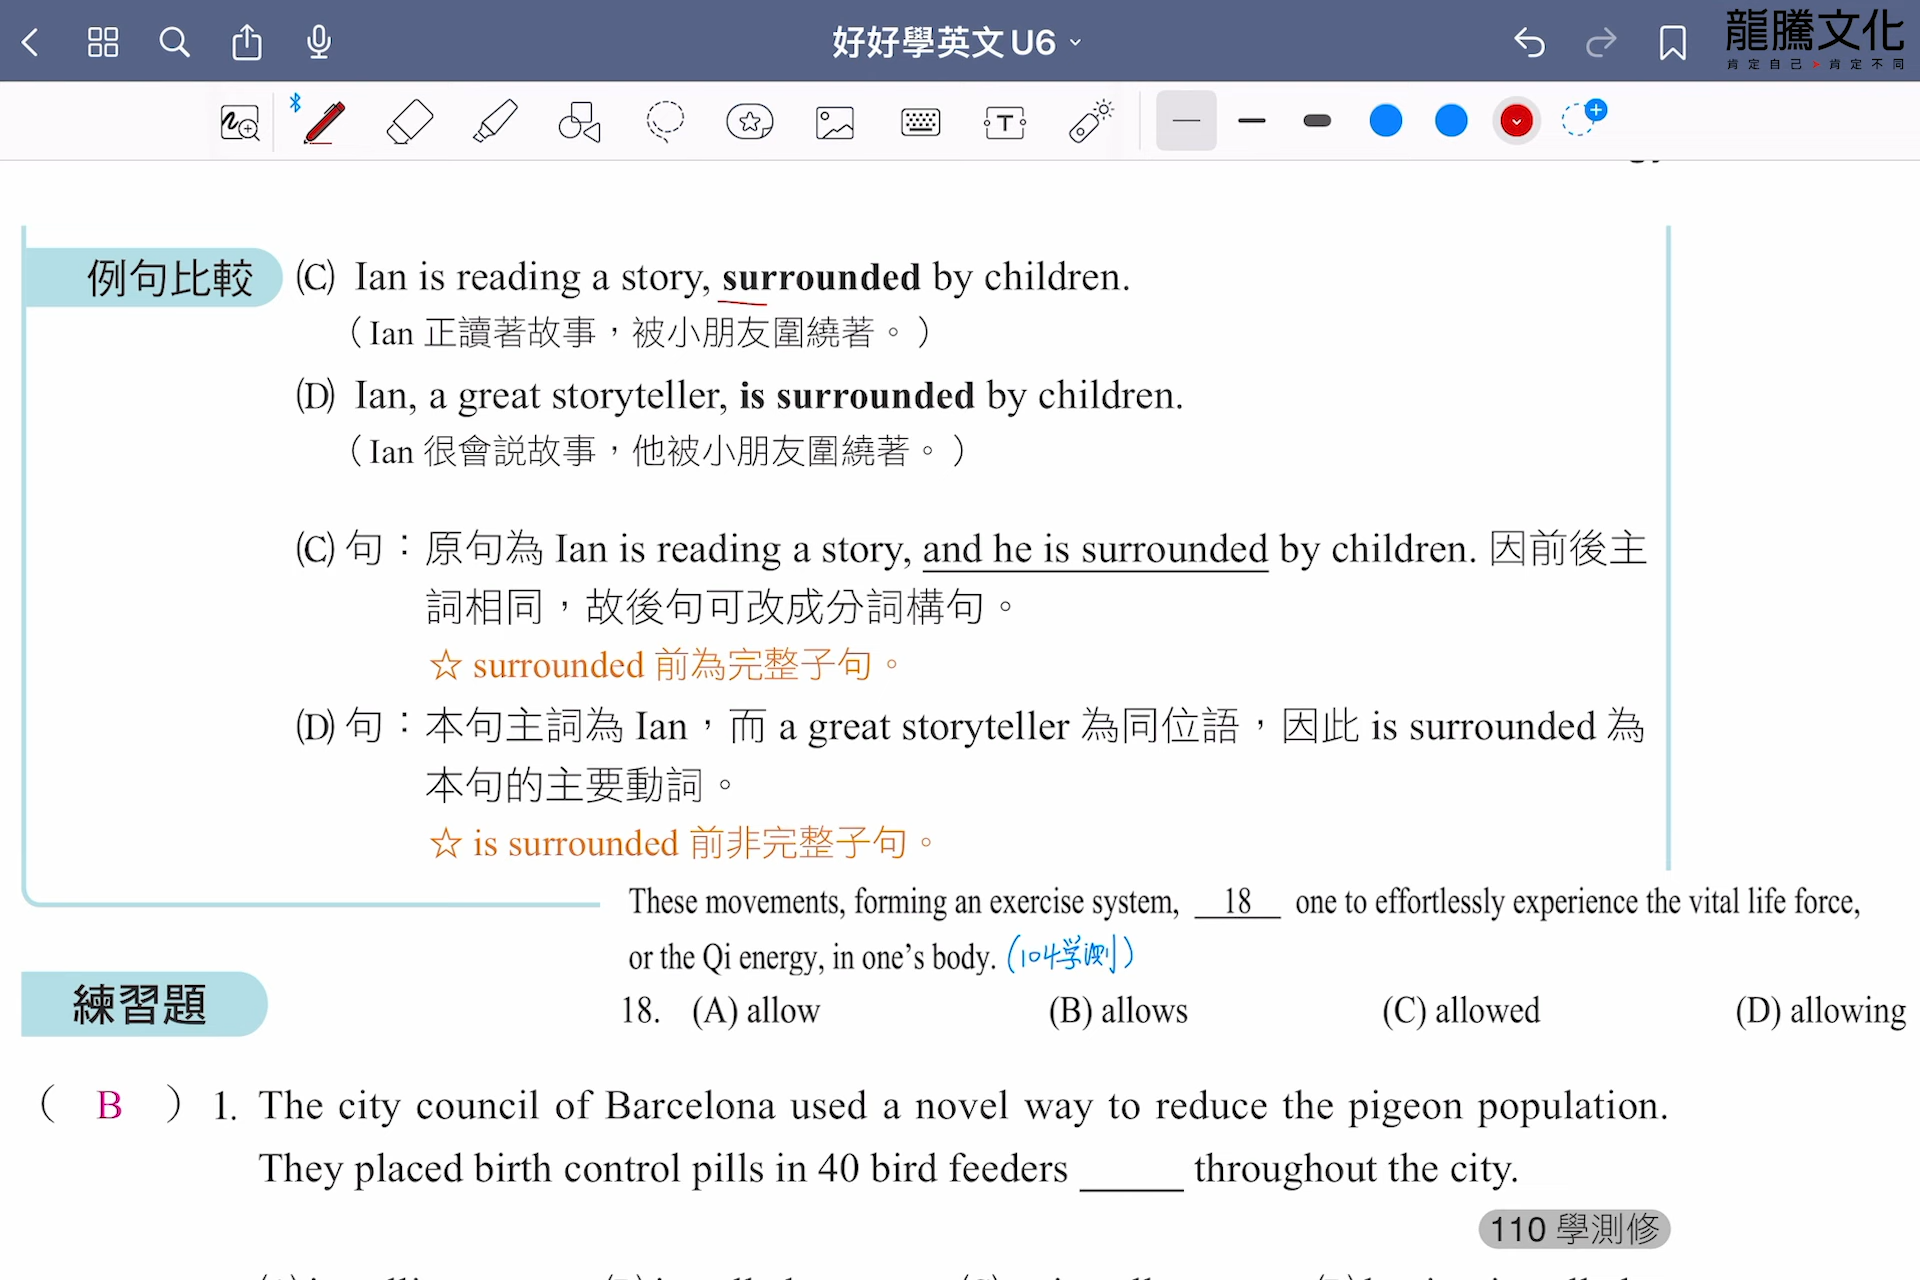 好好學英文 U6
龍騰文化
肯定自己➤肯定不同
例句比較
(C) Ian is reading a story, surrounded by children.
（Ian 正讀著故事，被小朋友圍繞著。）
(D) Ian, a great storyteller, is surrounded by children.
（Ian 很會説故事，他被小朋友圍繞著。）
(C) 句：原句為 Ian is reading a story, and he is surrounded by children. 因前後主
詞相同，故後句可改成分詞構句。
☆ surrounded 前為完整子句。
(D) 句：本句主詞為 Ian，而 a great storyteller 為同位語，因此 is surrounded 為
本句的主要動詞。
☆ is surrounded 前非完整子句。
These movements, forming an exercise system, 18 one to effortlessly experience the vital life force,
or the Qi energy, in one’s body. (104学測)
18. (A) allow (B) allows (C) allowed (D) allowing
練習題
（ B ）1. The city council of Barcelona used a novel way to reduce the pigeon population.
They placed birth control pills in 40 bird feeders _____ throughout the city.
110 學測修